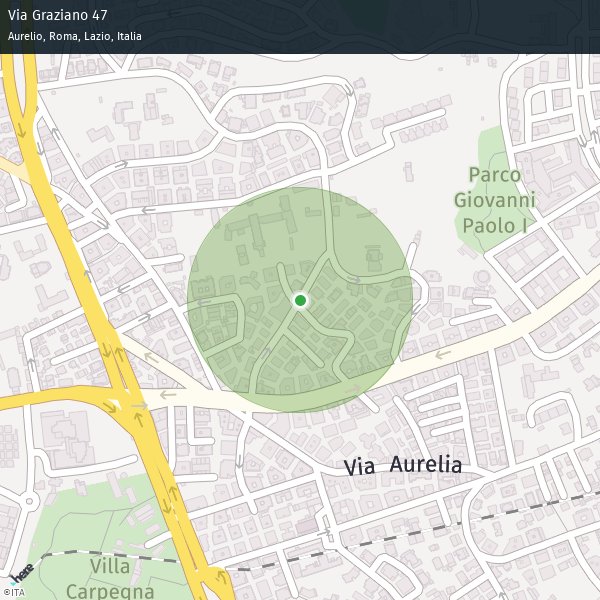 Via Graziano 47
Aurelio, Roma, Lazio, Italia
Parco
Giovanni
Paolo I
Via Aurelia
Villa
Carpegna
here
©ITA